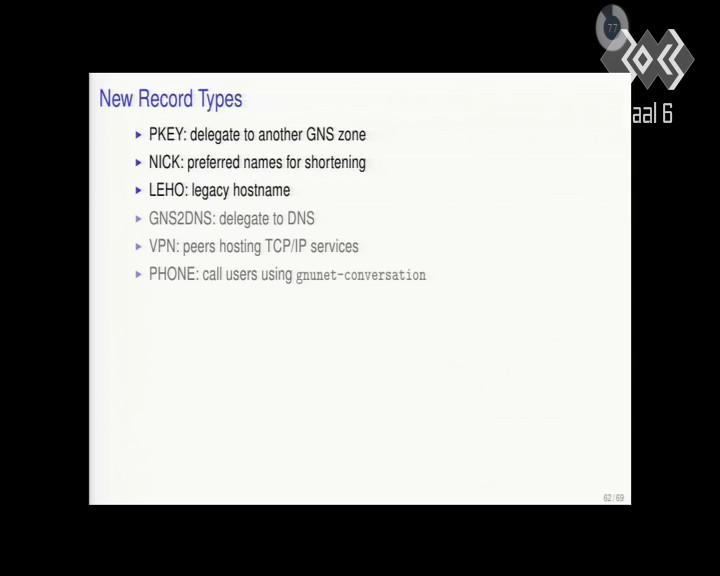 77
aal 6
New Record Types
PKEY: delegate to another GNS zone
NICK: preferred names for shortening
LEHO: legacy hostname
GNS2DNS: delegate to DNS
VPN: peers hosting TCP/IP services
PHONE: call users using gnunet-conversation
62/69